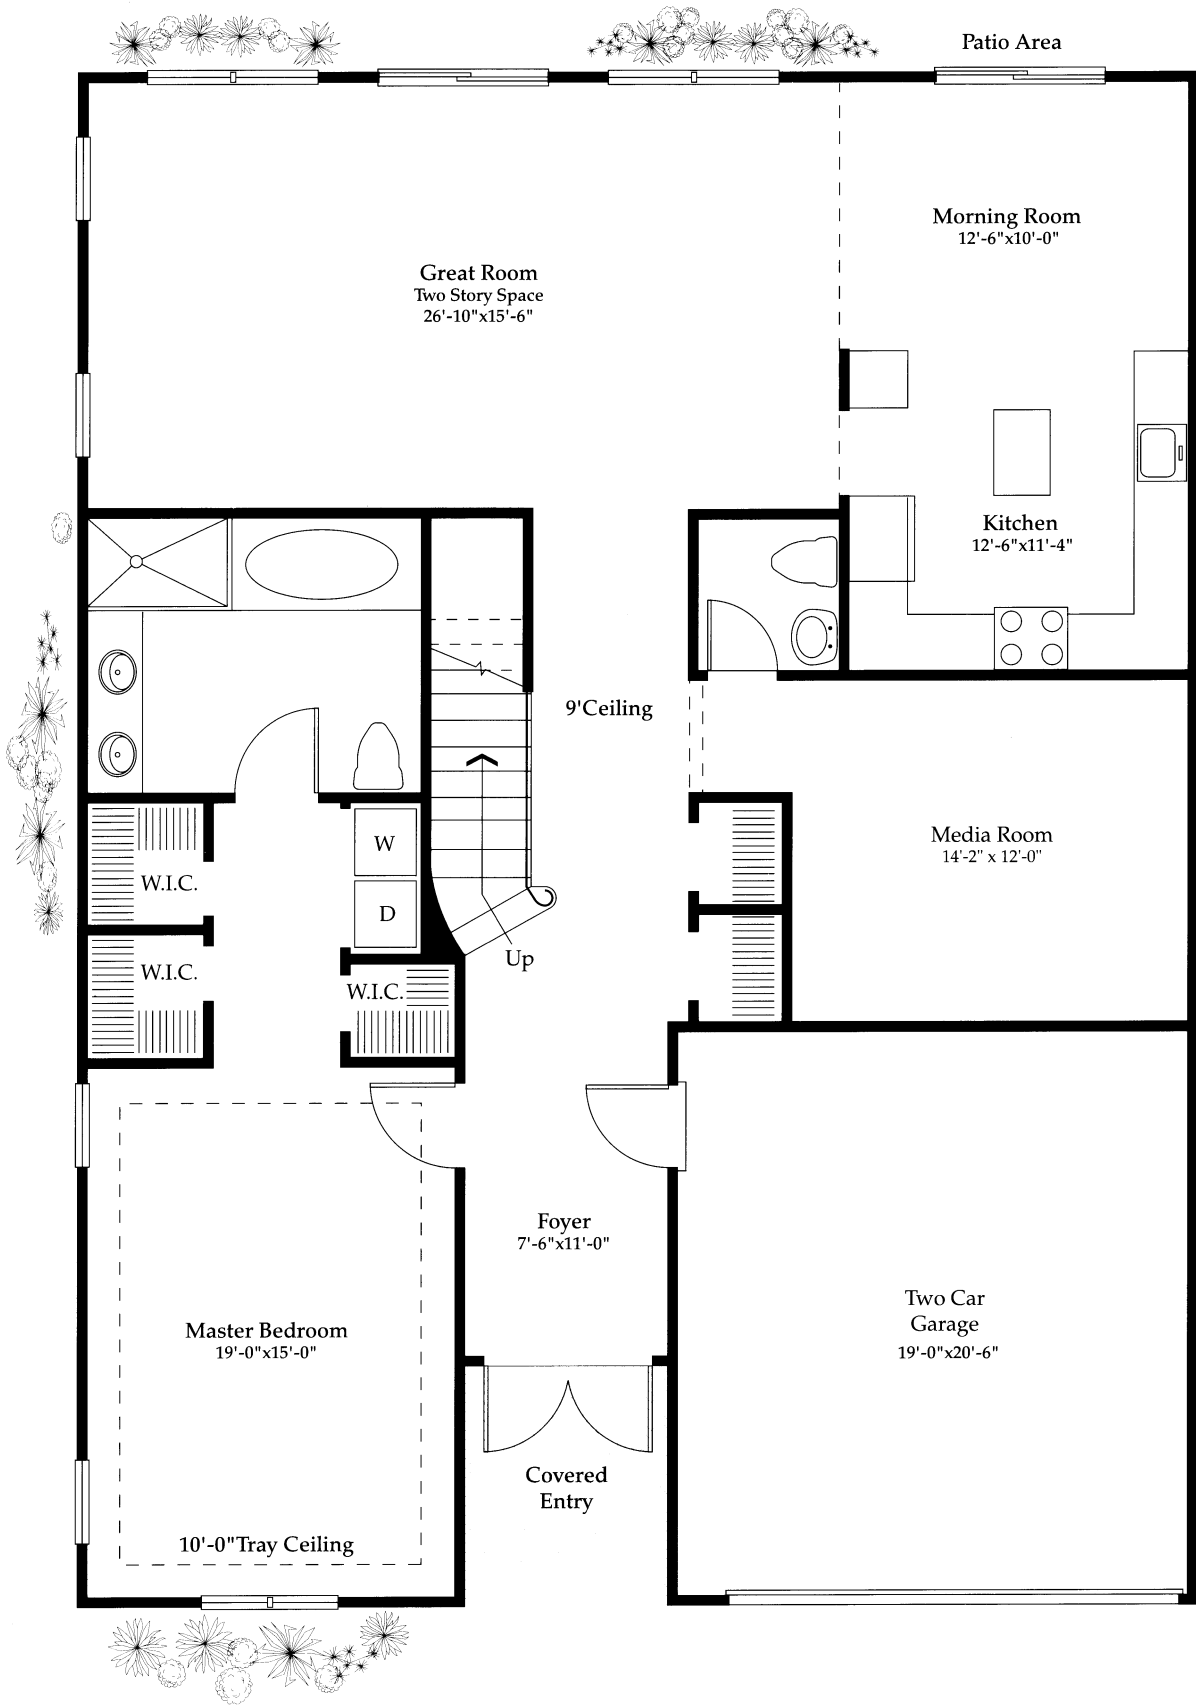 Patio Area
Morning Room
12'-6"x10'-0"
Great Room
Two Story Space
26'-10"x15'-6"
Kitchen
12'-6"x11'-4"
9'Ceiling
W
Media Room
14'-2" x 12'-0"
W.I.C.
D
Up
W.I.C.
W.I.C.
Foyer
7'-6"x11'-0"
Two Car
Garage
19'-0"x20'-6"
Master Bedroom
19'-0"x15'-0"
Covered
Entry
10'-0"Tray Ceiling